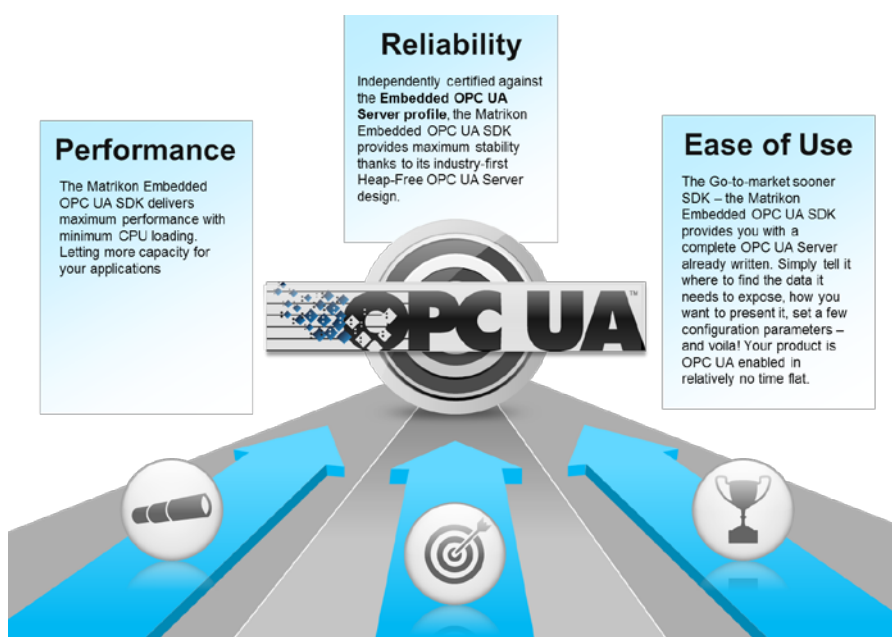 Performance
The Matrikon Embedded
OPC UA SDK delivers
maximum performance with
minimum CPU loading.
Letting more capacity for
your applications
Reliability
Independently certified against
the Embedded OPC UA
Server profile, the Matrikon
Embedded OPC UA SDK
provides maximum stability
thanks to its industry-first
Heap-Free OPC UA Server
design.
Ease of Use
The Go-to-market sooner
SDK – the Matrikon
Embedded OPC UA SDK
provides you with a
complete OPC UA Server
already written. Simply tell it
where to find the data it
needs to expose, how you
want to present it, set a few
configuration parameters –
and voila! Your product is
OPC UA enabled in
relatively no time flat.
OPC UA™